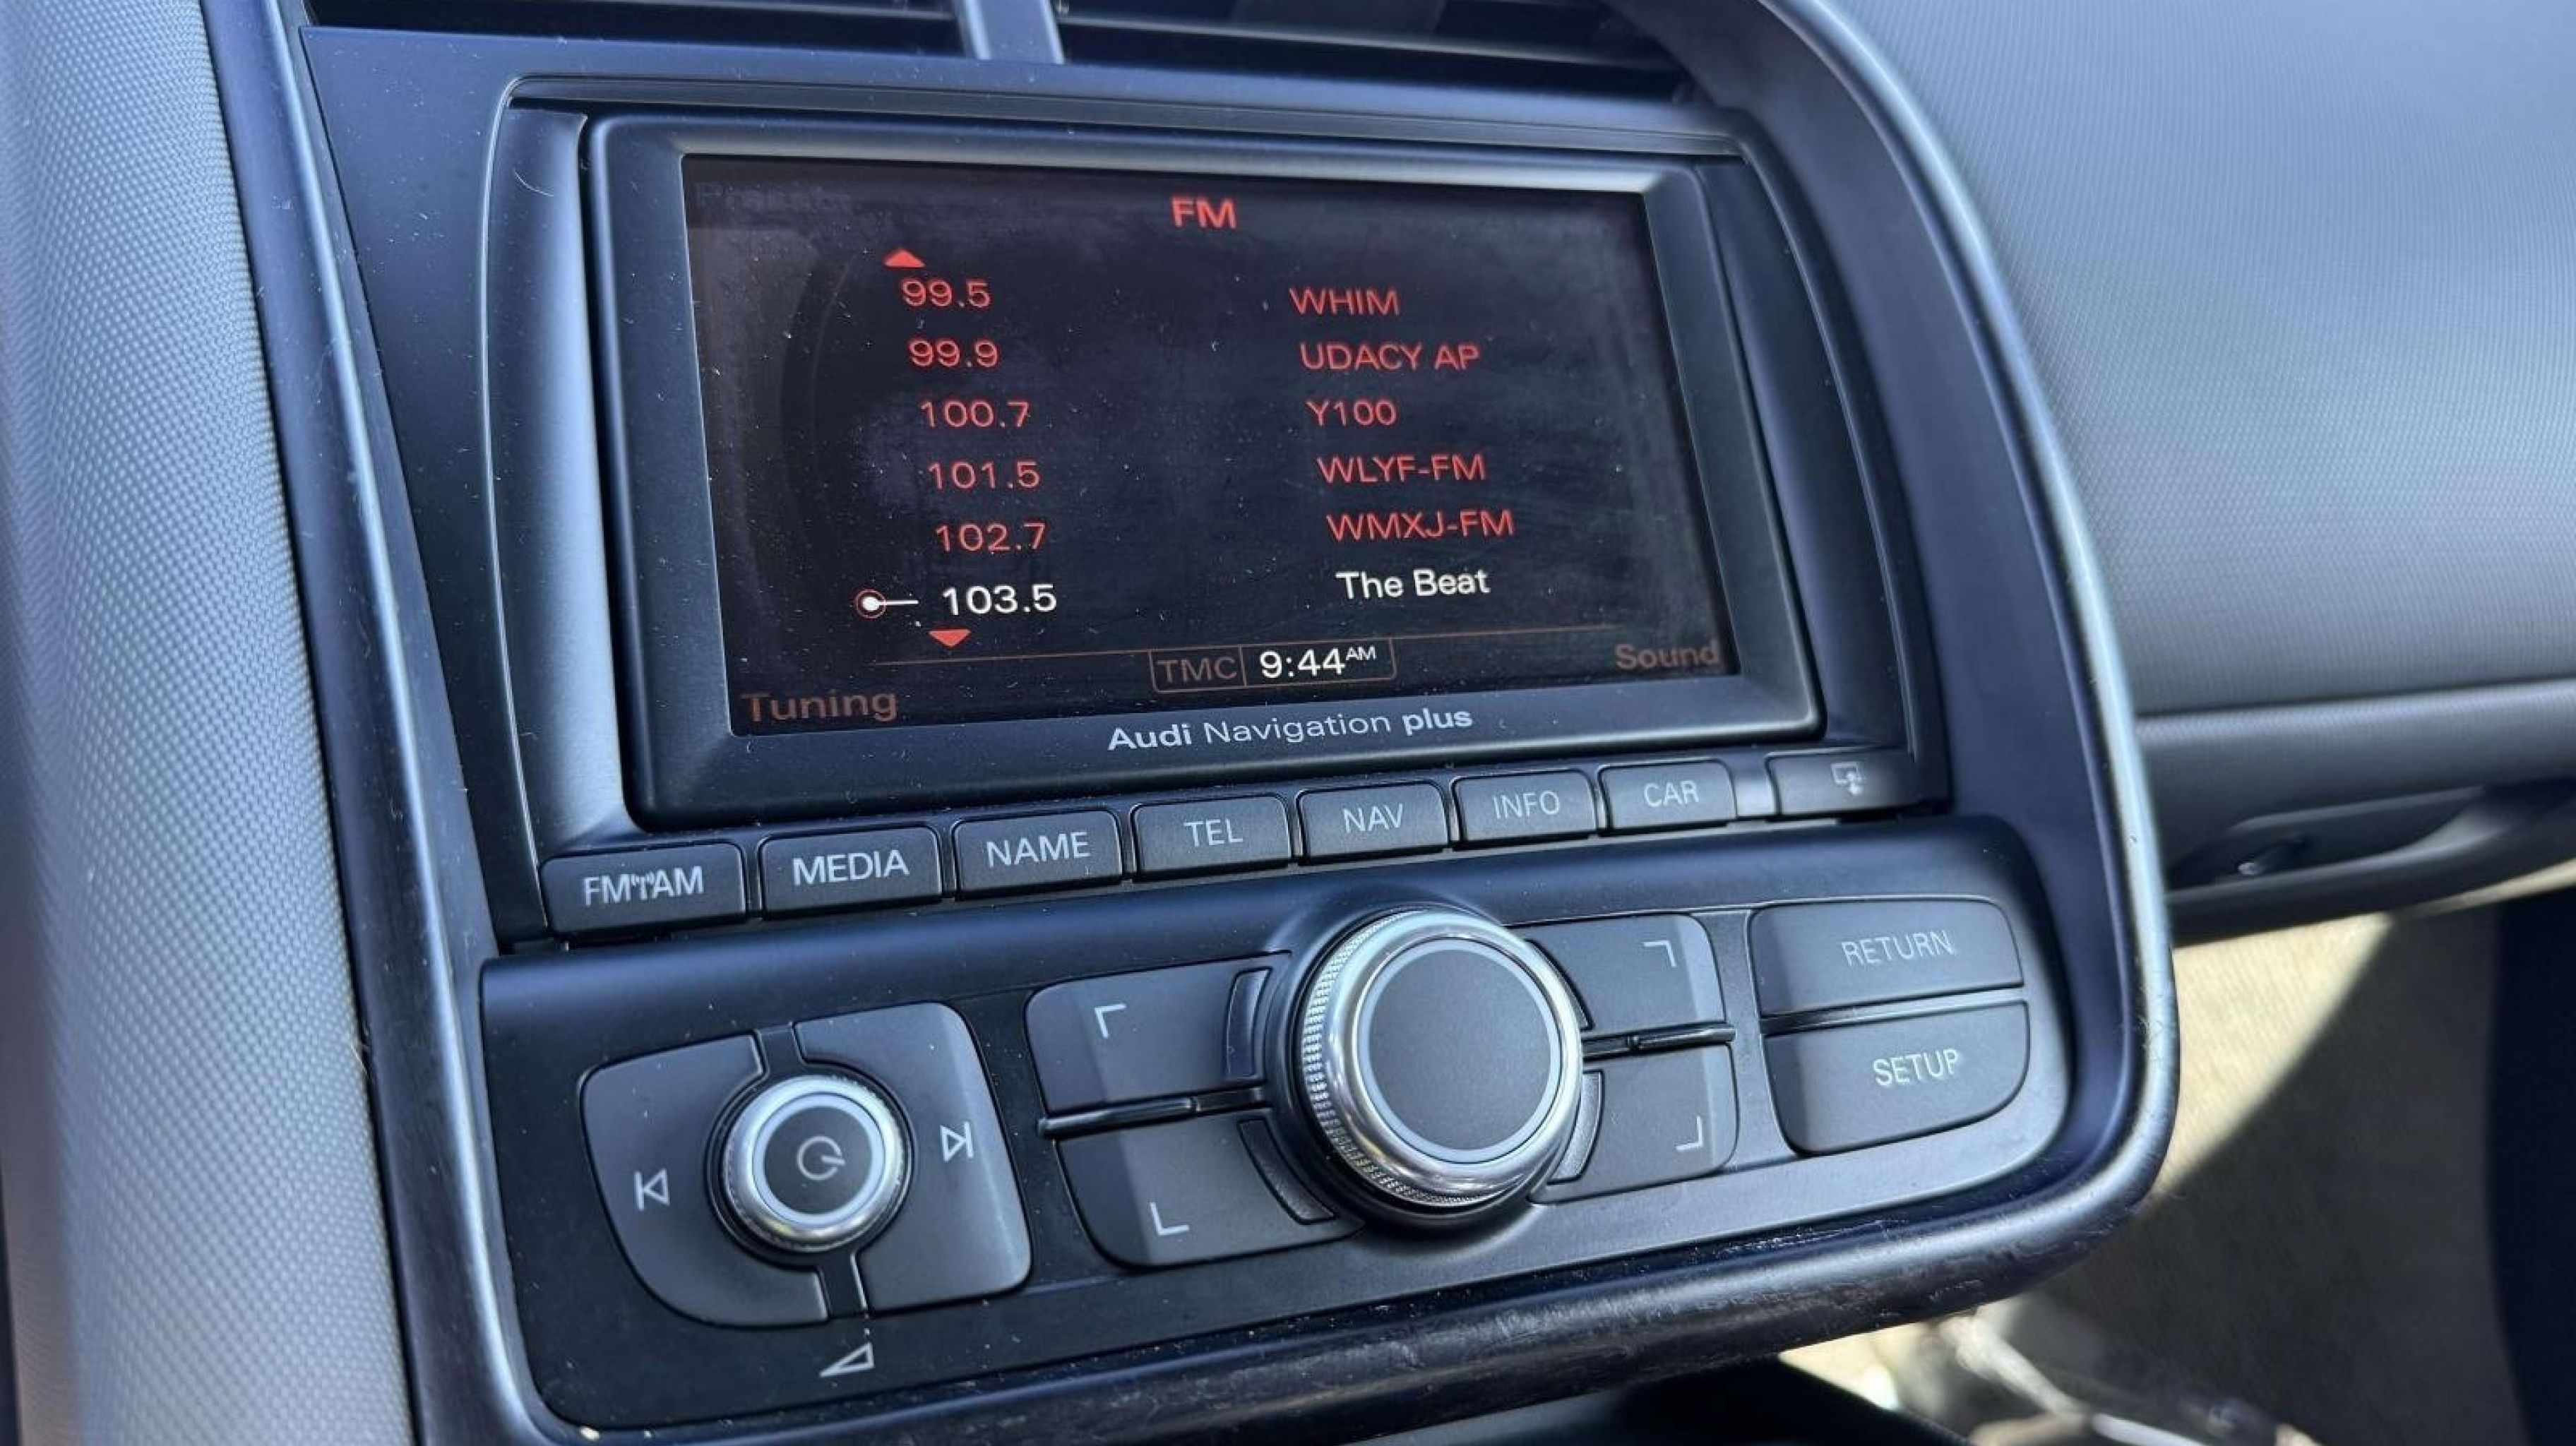 FM
99.5 WHIM
99.9 UDACY AP
100.7 Y100
101.5 WLYF-FM
102.7 WMXJ-FM
103.5 The Beat
TMC 9:44 AM
Tuning
Sound
Audi Navigation plus
FM AM MEDIA NAME TEL NAV INFO CAR
RETURN
SETUP